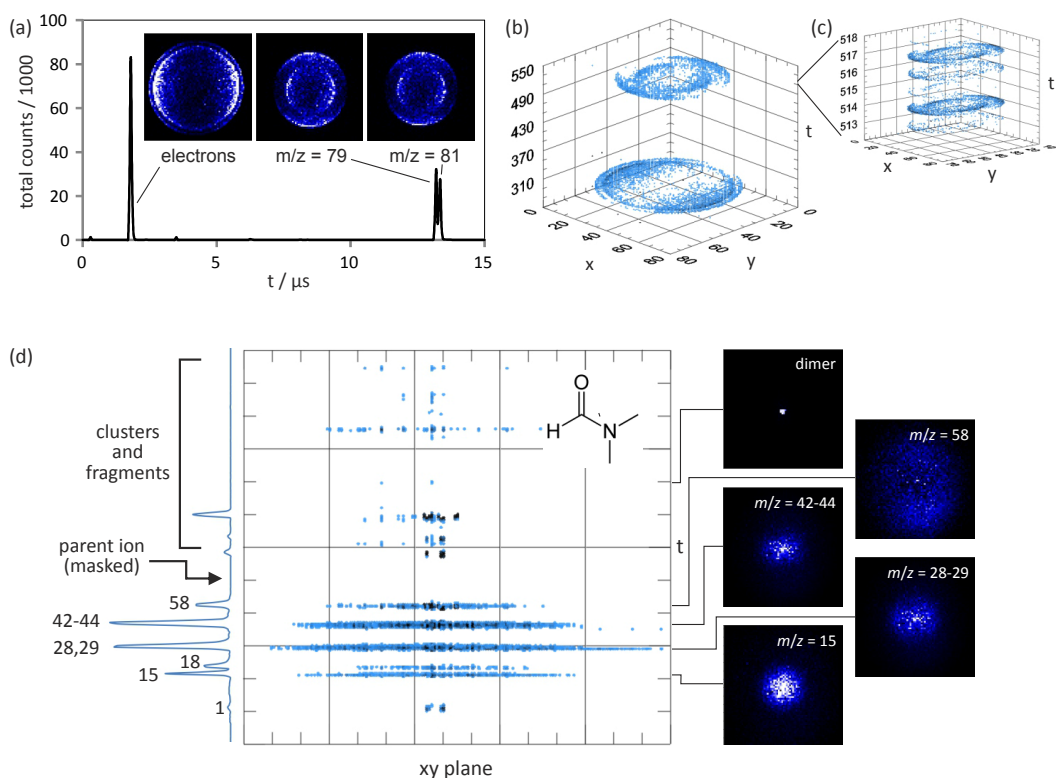 (a)
total counts / 1000
100
80
60
40
20
0
0
5
10
15
t / μs
electrons
m/z = 79
m/z = 81
(b)
550
510
490
430
370
310
0
20
40
60
80
x
80
60
40
20
0
y
t
(c)
518
517
516
515
514
513
t
x
y
(d)
clusters
and
fragments
parent ion
(masked)
58
42-44
28,29
18
15
1
O
H
N
t
xy plane
dimer
m/z = 58
m/z = 42-44
m/z = 28-29
m/z = 15